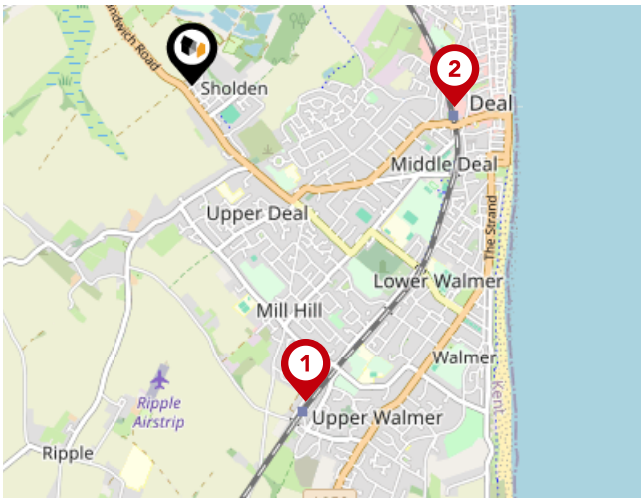 Sandwich Road
Sholden
2
Deal
Middle Deal
Upper Deal
The Strand
Lower Walmer
Mill Hill
1
Walmer
Kent
Ripple
Airstrip
Upper Walmer
Ripple